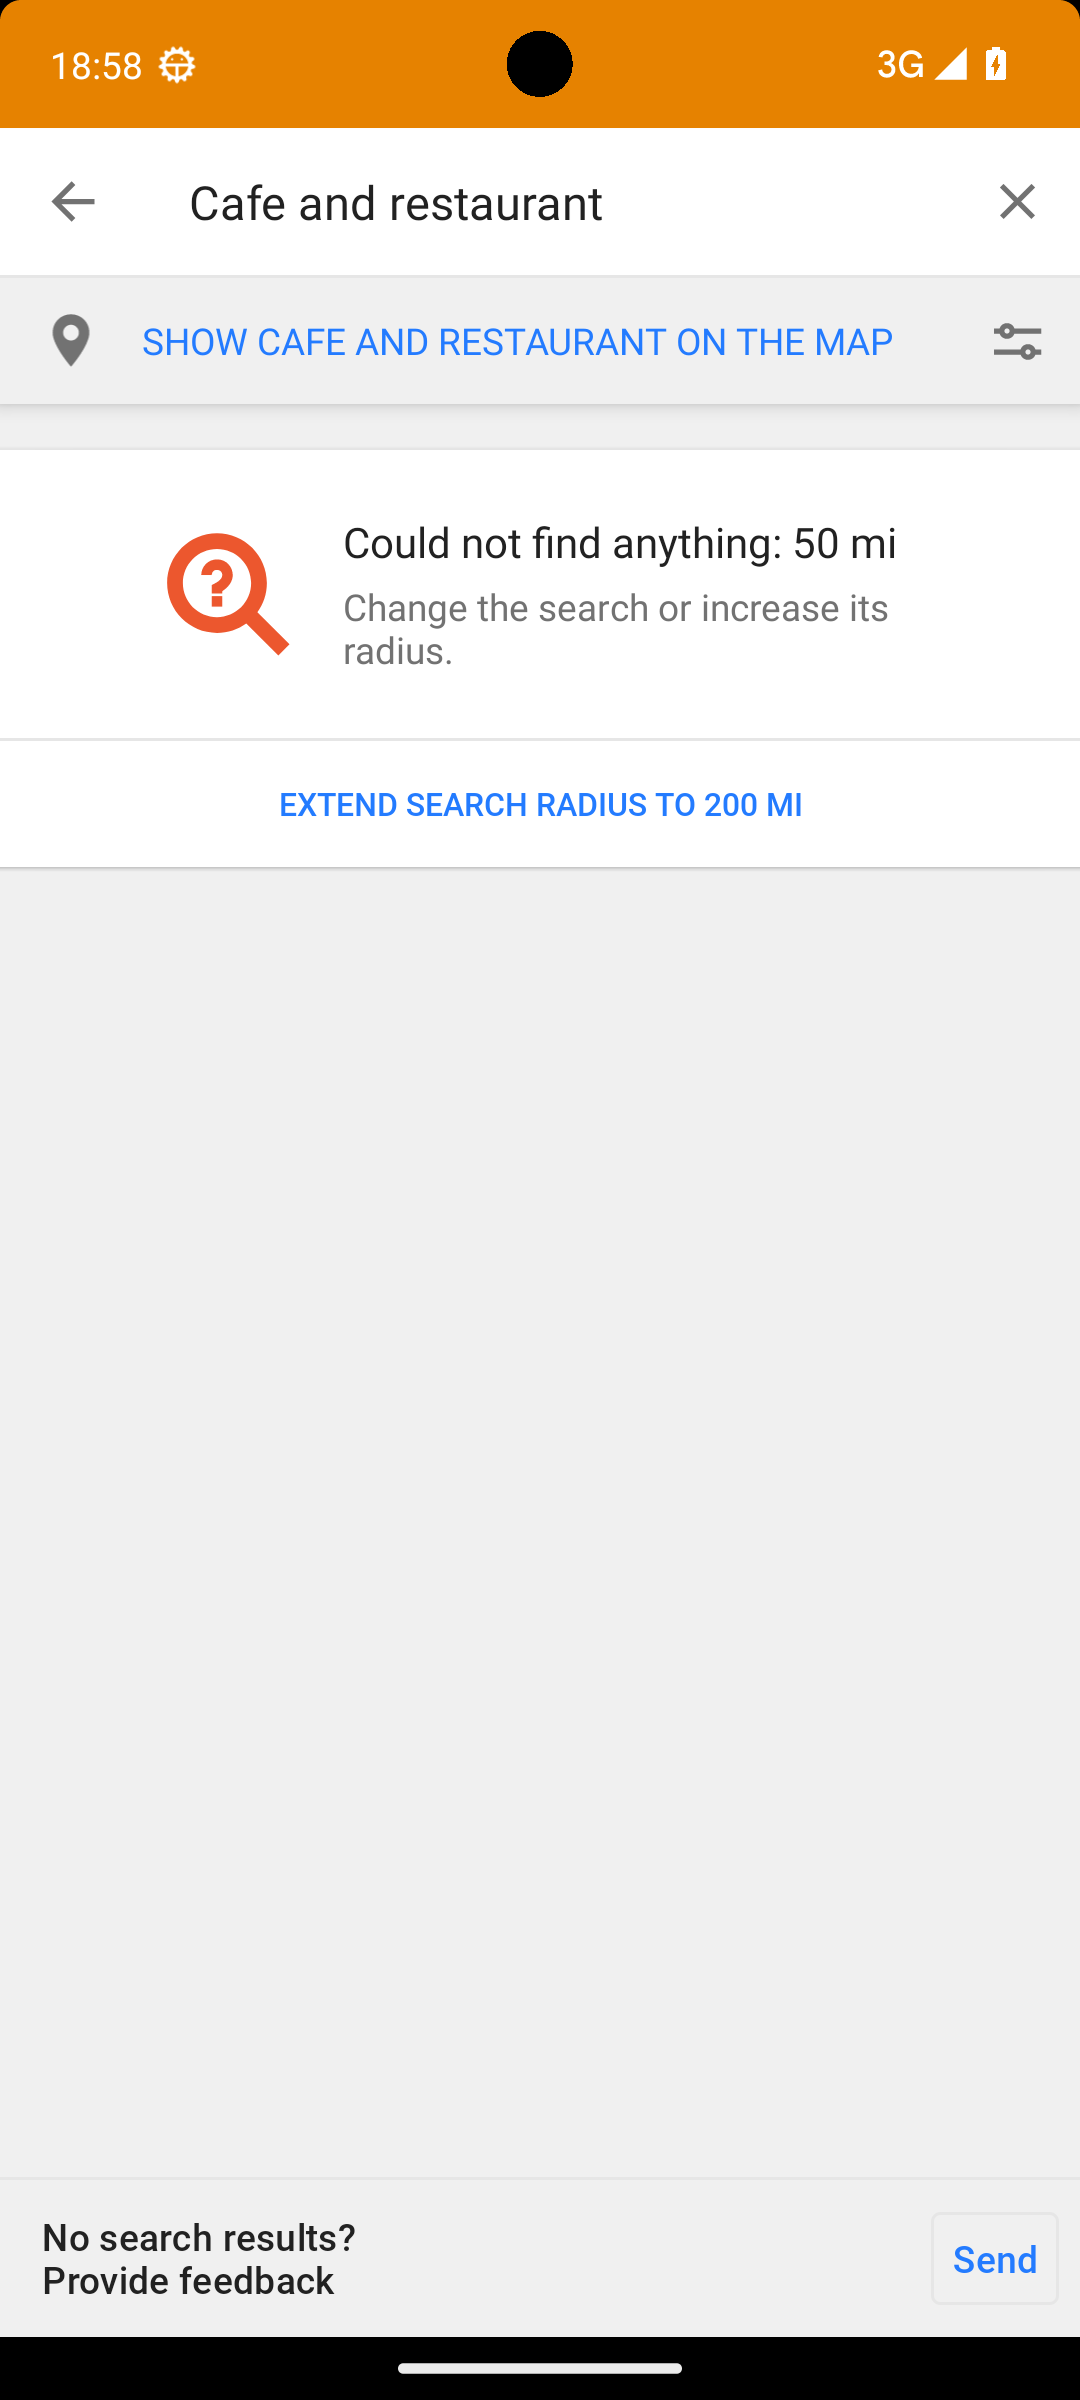 18:58
3G
Cafe and restaurant
SHOW CAFE AND RESTAURANT ON THE MAP
Could not find anything: 50 mi
Change the search or increase its
radius.
EXTEND SEARCH RADIUS TO 200 MI
No search results?
Provide feedback
Send